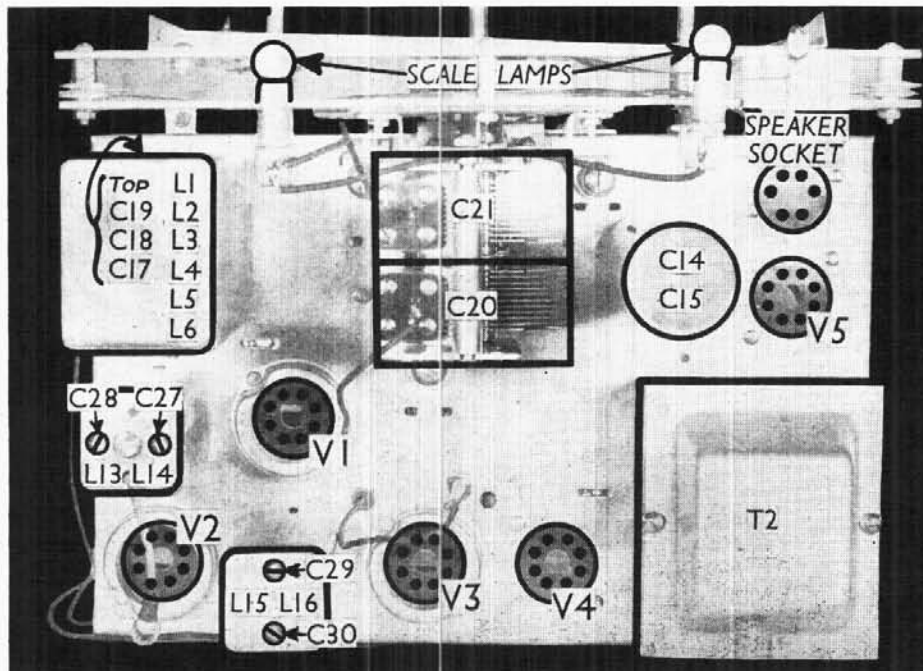 SCALE LAMPS
SPEAKER
SOCKET
TOP L1
C19 L2
C18 L3
C17 L4
L5
L6
C21
C20
C14
C15
V5
C28 C27
L13 L14
V1
V2
C29
L15 L16
C30
V3
V4
T2